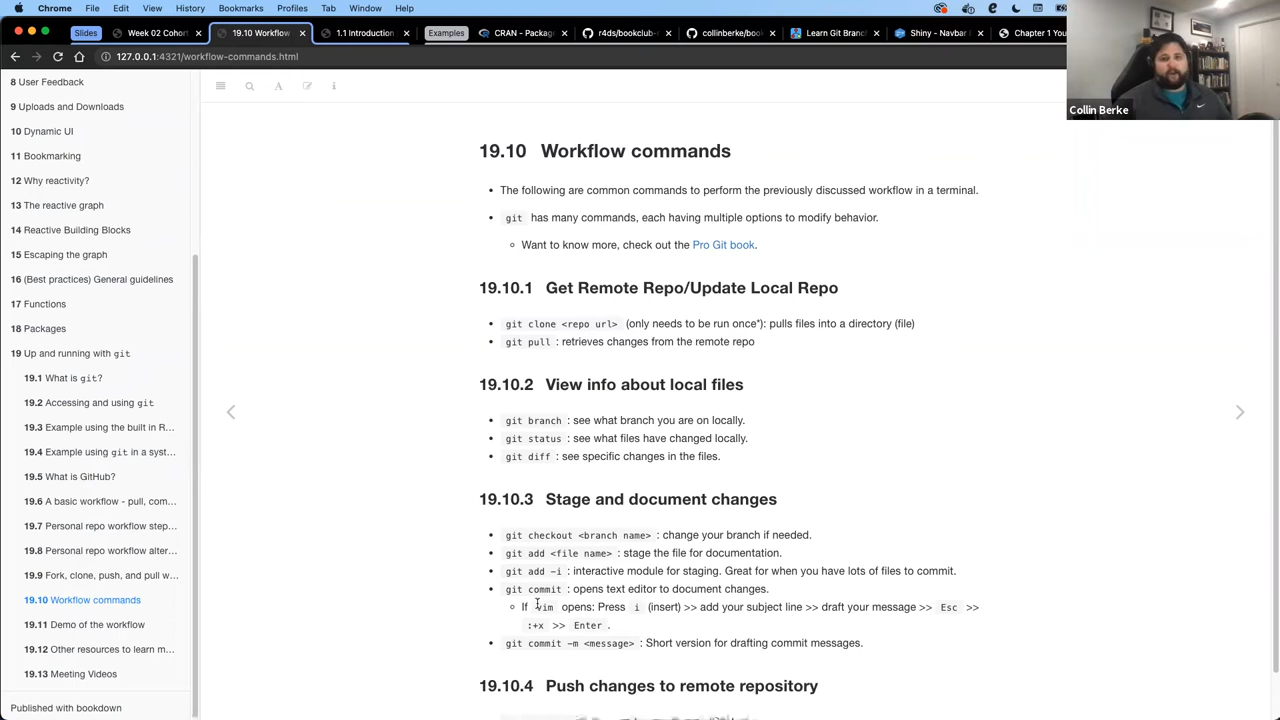 Chrome File Edit View History Bookmarks Profiles Tab Window Help
Slides Week 02 Cohor 19.10 Workflow 1.1 Introduction Examples CRAN - Package r4ds/bookclub- collinberke/boo Learn Git Branch Shiny - Navbar Chapter 1 You
127.0.0.1:4321/workflow-commands.html
Collin Berke
8 User Feedback
9 Uploads and Downloads
10 Dynamic UI
11 Bookmarking
12 Why reactivity?
13 The reactive graph
14 Reactive Building Blocks
15 Escaping the graph
16 (Best practices) General guidelines
17 Functions
18 Packages
19 Up and running with git
19.1 What is git?
19.2 Accessing and using git
19.3 Example using the built in R...
19.4 Example using git in a syst...
19.5 What is GitHub?
19.6 A basic workflow - pull, com...
19.7 Personal repo workflow step...
19.8 Personal repo workflow alter...
19.9 Fork, clone, push, and pull w...
19.10 Workflow commands
19.11 Demo of the workflow
19.12 Other resources to learn m...
19.13 Meeting Videos
Published with bookdown
19.10 Workflow commands
The following are common commands to perform the previously discussed workflow in a terminal.
git has many commands, each having multiple options to modify behavior.
Want to know more, check out the Pro Git book.
19.10.1 Get Remote Repo/Update Local Repo
git clone <repo url> (only needs to be run once*): pulls files into a directory (file)
git pull : retrieves changes from the remote repo
19.10.2 View info about local files
git branch : see what branch you are on locally.
git status : see what files have changed locally.
git diff : see specific changes in the files.
19.10.3 Stage and document changes
git checkout <branch name> : change your branch if needed.
git add <file name> : stage the file for documentation.
git add -i : interactive module for staging. Great for when you have lots of files to commit.
git commit : opens text editor to document changes.
If vim opens: Press i (insert) >> add your subject line >> draft your message >> Esc >>
:+x >> Enter .
git commit -m <message> : Short version for drafting commit messages.
19.10.4 Push changes to remote repository